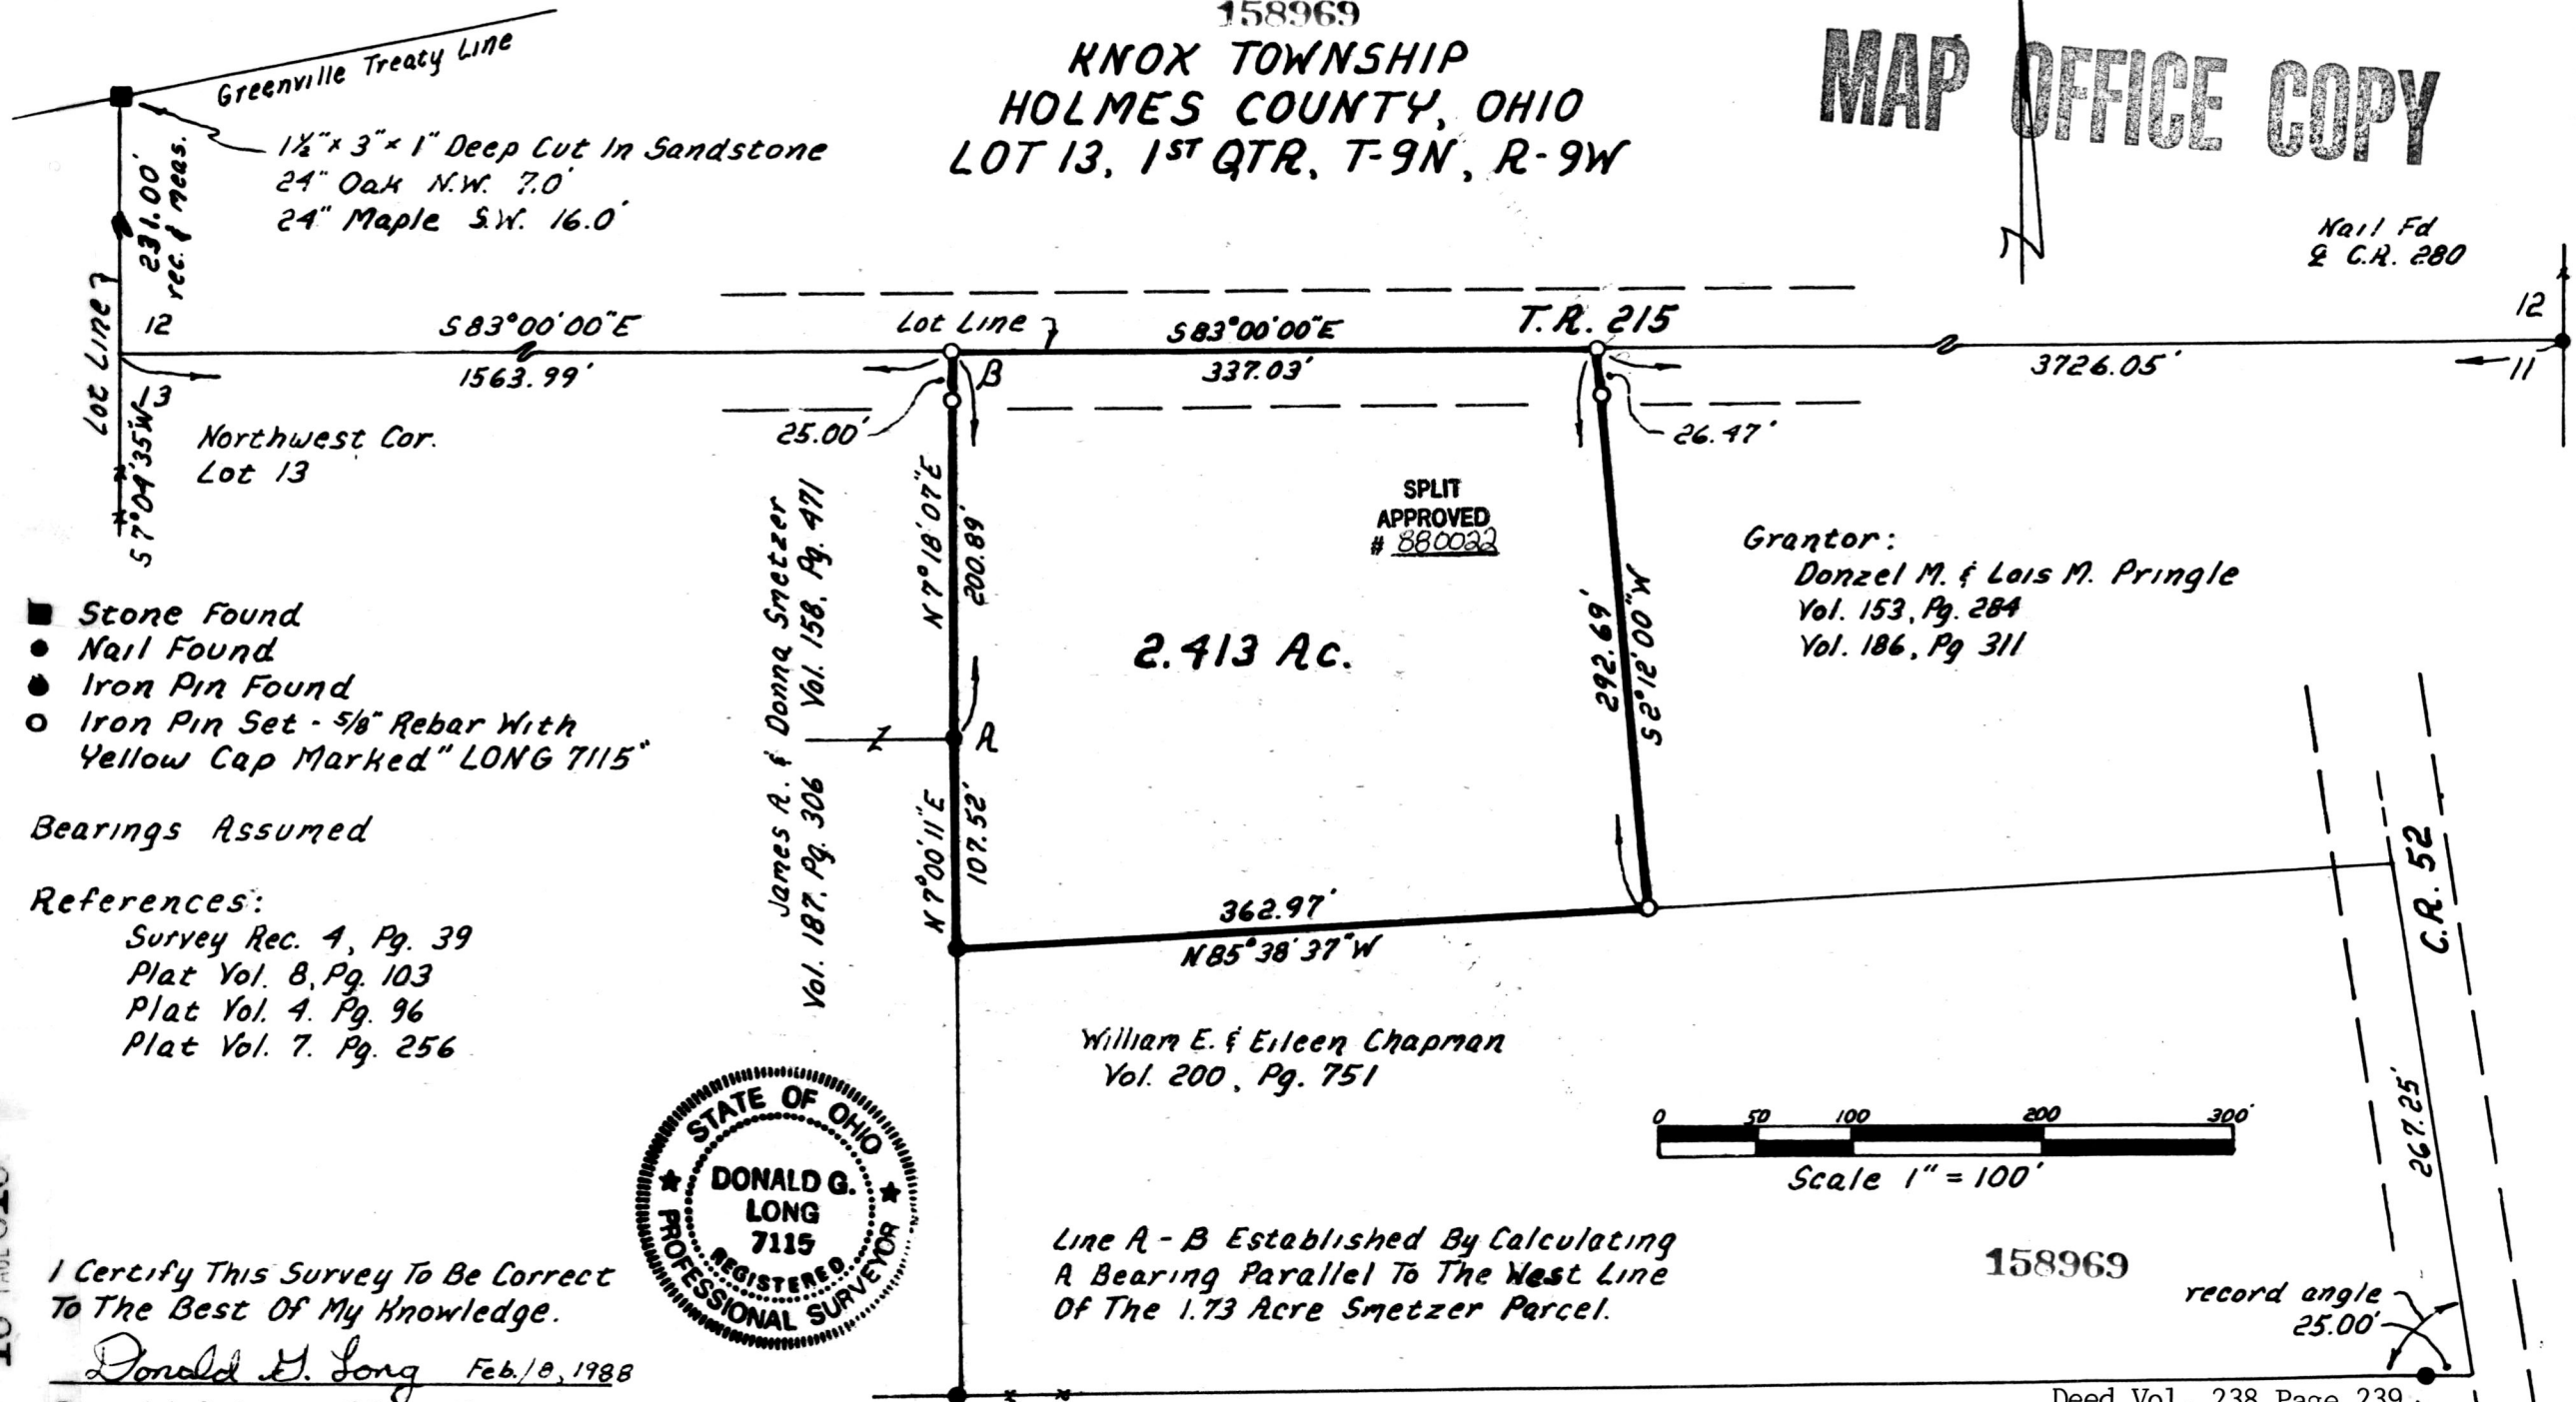 158969
KNOX TOWNSHIP
HOLMES COUNTY, OHIO
LOT 13, 1ST QTR, T-9N, R-9W
MAP OFFICE COPY
Greenville Treaty Line
1½" x 3" x 1" Deep Cut In Sandstone
24" Oak N.W. 7.0'
24" Maple S.W. 16.0'
231.00'
rec. & meas.
Lot Line
12
13
S 7°04'35"W
Northwest Cor.
Lot 13
S 83°00'00"E
1563.99'
Lot Line
S 83°00'00"E
337.03'
T.R. 215
3726.05'
Nail Fd
℄ C.R. 280
12
11
B
25.00'
26.47'
N 7°18'07"E
200.89'
A
N 7°00'11"E
107.52'
James A. & Donna Smetzer
Vol. 187, Pg. 306 Vol. 158, Pg. 471
SPLIT
APPROVED
# 880022
2.413 Ac.
292.69'
S 2°12'00"W
362.97'
N 85°38'37"W
Grantor:
Donzel M. & Lois M. Pringle
Vol. 153, Pg. 284
Vol. 186, Pg 311
Stone Found
Nail Found
Iron Pin Found
Iron Pin Set - 5/8" Rebar With
Yellow Cap Marked "LONG 7115"
Bearings Assumed
References:
Survey Rec. 4, Pg. 39
Plat Vol. 8, Pg. 103
Plat Vol. 4. Pg. 96
Plat Vol. 7. Pg. 256
William E. & Eileen Chapman
Vol. 200, Pg. 751
C.R. 52
267.25'
0 50 100 200 300'
Scale 1" = 100'
STATE OF OHIO
DONALD G.
LONG
7115
REGISTERED
PROFESSIONAL SURVEYOR
Line A - B Established By Calculating
A Bearing Parallel To The West Line
Of The 1.73 Acre Smetzer Parcel.
158969
record angle
25.00'
I Certify This Survey To Be Correct
To The Best Of My Knowledge.
Donald G. Long Feb. 18, 1988
Deed Vol. 238 Page 239